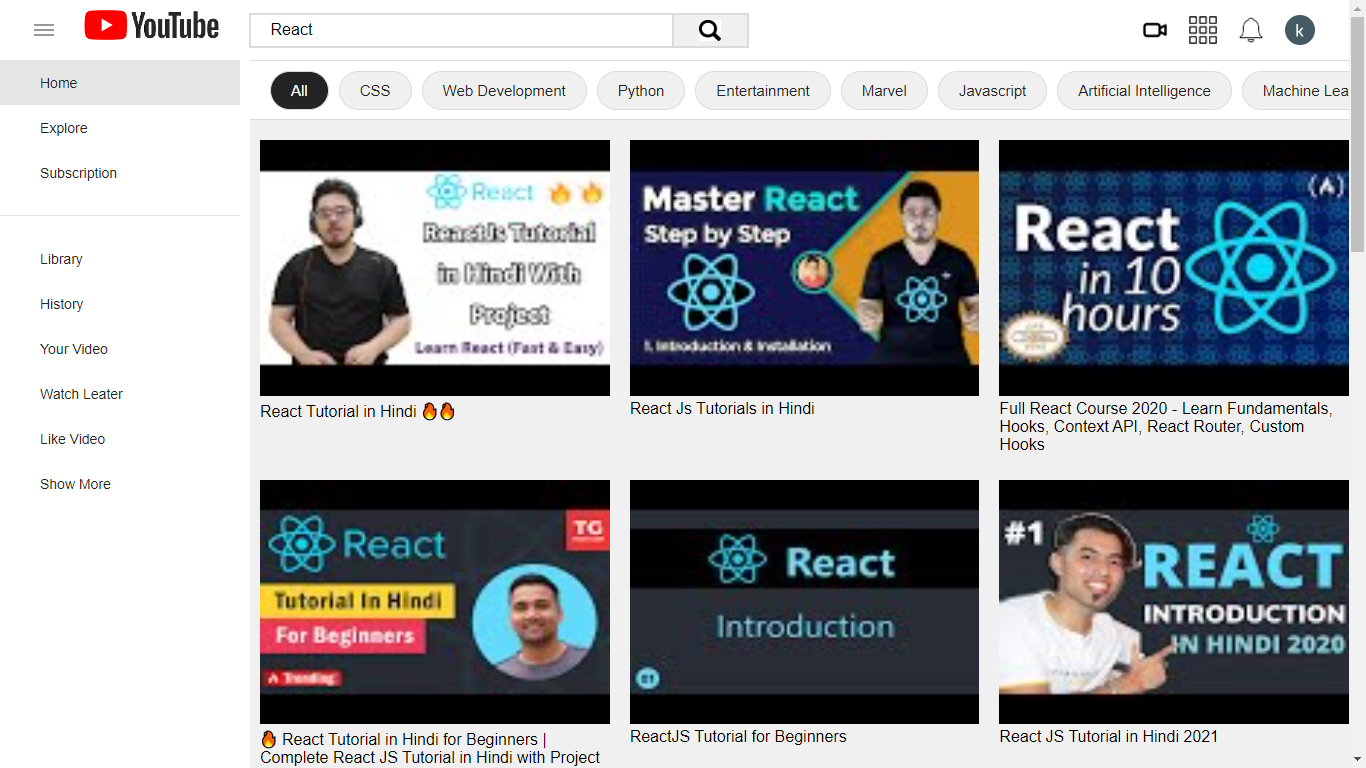 YouTube
React
k
Home
Explore
Subscription
Library
History
Your Video
Watch Leater
Like Video
Show More
All
CSS
Web Development
Python
Entertainment
Marvel
Javascript
Artificial Intelligence
Machine Lea
React 🔥 🔥
ReactJs Tutorial
in Hindi With
Project
Learn React (Fast & Easy)
React Tutorial in Hindi 🔥🔥
Master React
Step by Step
1. Introduction & Installation
React Js Tutorials in Hindi
React
in 10
hours
Full React Course 2020 - Learn Fundamentals,
Hooks, Context API, React Router, Custom
Hooks
TG
React
Tutorial In Hindi
For Beginners
🔥 Trending
🔥 React Tutorial in Hindi for Beginners |
Complete React JS Tutorial in Hindi with Project
React
Introduction
01
ReactJS Tutorial for Beginners
#1
REACT
INTRODUCTION
IN HINDI 2020
React JS Tutorial in Hindi 2021